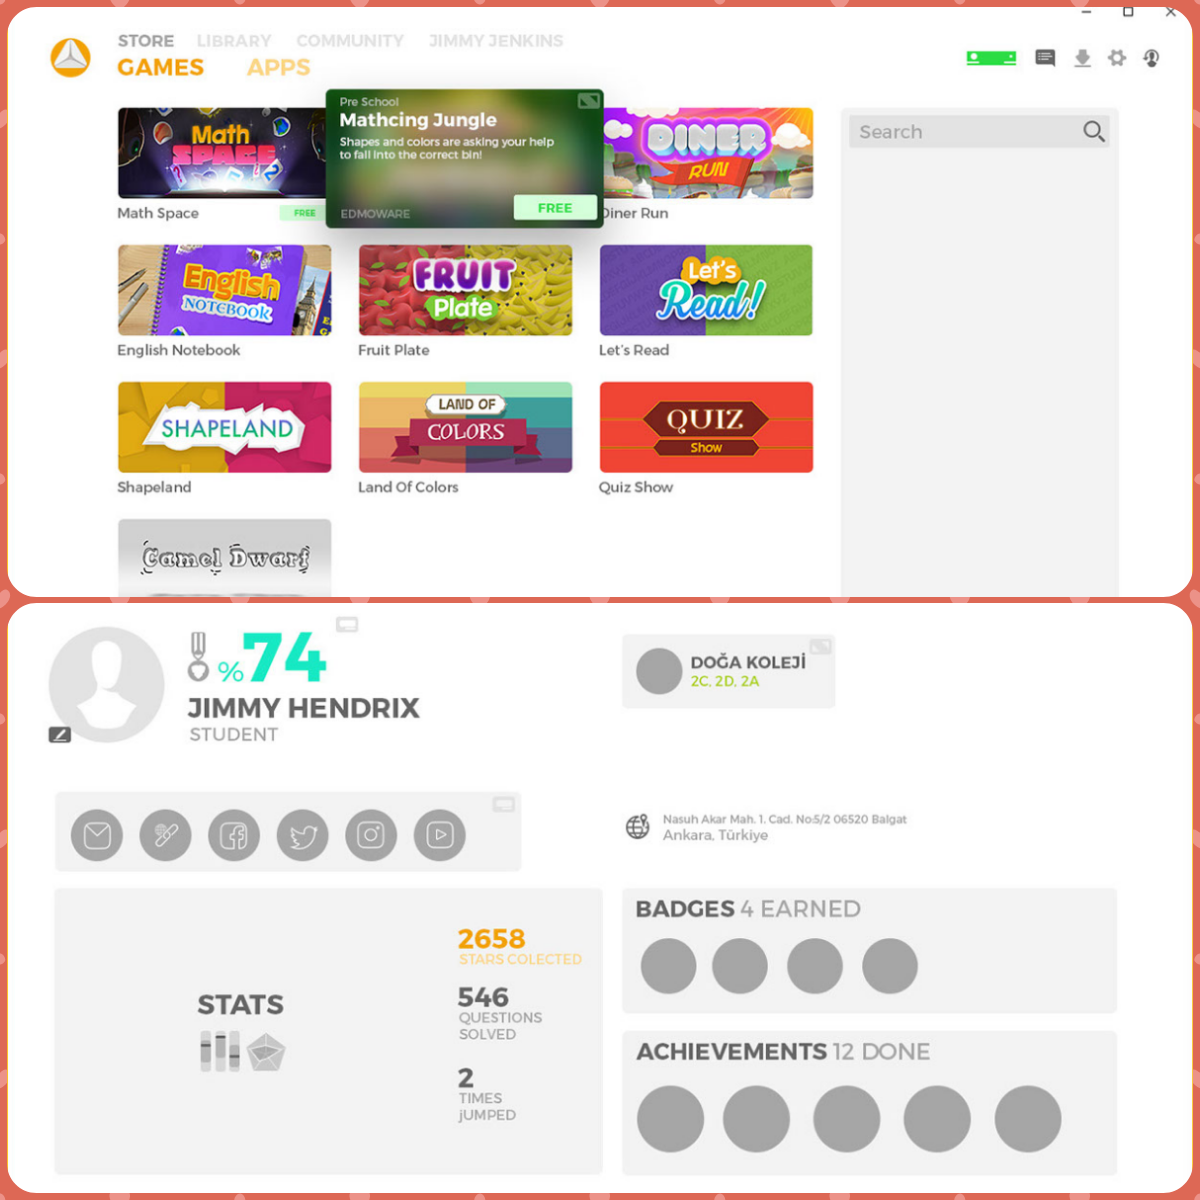 STORE LIBRARY COMMUNITY JIMMY JENKINS
GAMES APPS
Search
Math
SPACE
Math Space
FREE
Pre School
Mathcing Jungle
Shapes and colors are asking your help
to fall into the correct bin!
EDMOWARE
FREE
DINER
RUN
Diner Run
English
NOTEBOOK
English Notebook
FRUIT
Plate
Fruit Plate
Let's
Read!
Let's Read
SHAPELAND
Shapeland
LAND OF
COLORS
Land Of Colors
QUIZ
Show
Quiz Show
Camel Dwarf
%74
JIMMY HENDRIX
STUDENT
DOĞA KOLEJİ
2C, 2D, 2A
Nasuh Akar Mah. 1. Cad. No:5/2 06520 Balgat
Ankara, Türkiye
STATS
2658
STARS COLECTED
546
QUESTIONS
SOLVED
2
TIMES
jUMPED
BADGES 4 EARNED
ACHIEVEMENTS 12 DONE